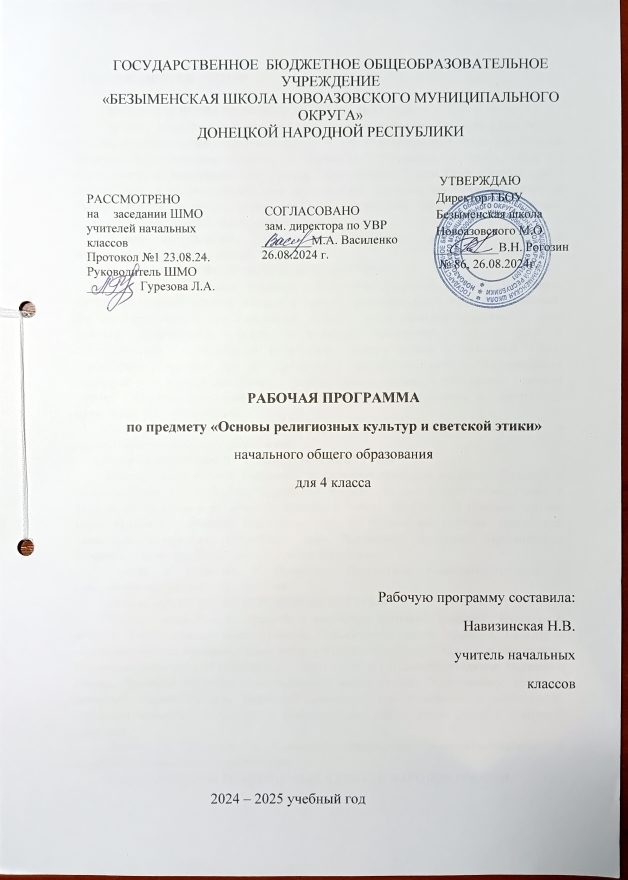 ГОСУДАРСТВЕННОЕ БЮДЖЕТНОЕ ОБЩЕОБРАЗОВАТЕЛЬНОЕ
УЧРЕЖДЕНИЕ
«БЕЗЫМЕНСКАЯ ШКОЛА НОВОАЗОВСКОГО МУНИЦИПАЛЬНОГО
ОКРУГА»
ДОНЕЦКОЙ НАРОДНОЙ РЕСПУБЛИКИ
РАССМОТРЕНО
на заседании ШМО
учителей начальных
классов
Протокол №1 23.08.24.
Руководитель ШМО
Гурезова Л.А.
СОГЛАСОВАНО
зам. директора по УВР
М.А. Василенко
26.08.2024 г.
УТВЕРЖДАЮ
Директор ГБОУ
Безыменская школа
Новоазовского М.О
В.Н. Рогозин
№ 86, 26.08.2024г
РАБОЧАЯ ПРОГРАММА
по предмету «Основы религиозных культур и светской этики»
начального общего образования
для 4 класса
Рабочую программу составила:
Навизинская Н.В.
учитель начальных
классов
2024 – 2025 учебный год